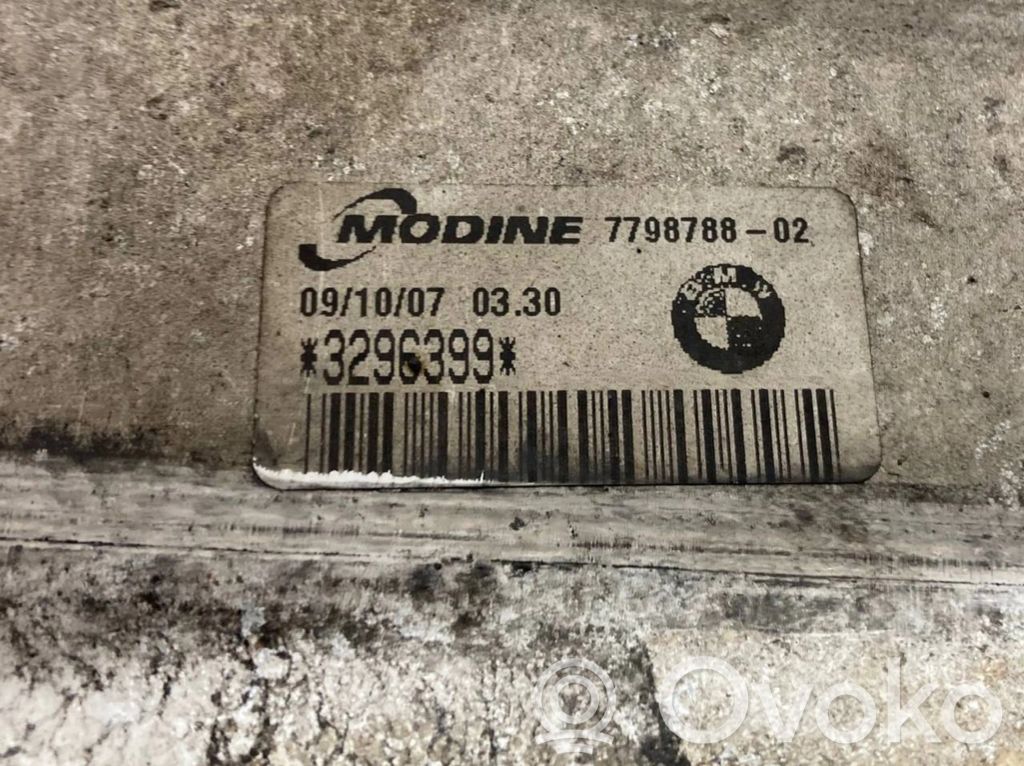 MODINE 7798788-02
09/10/07 03.30
BMW
*3296399*
Ovoko